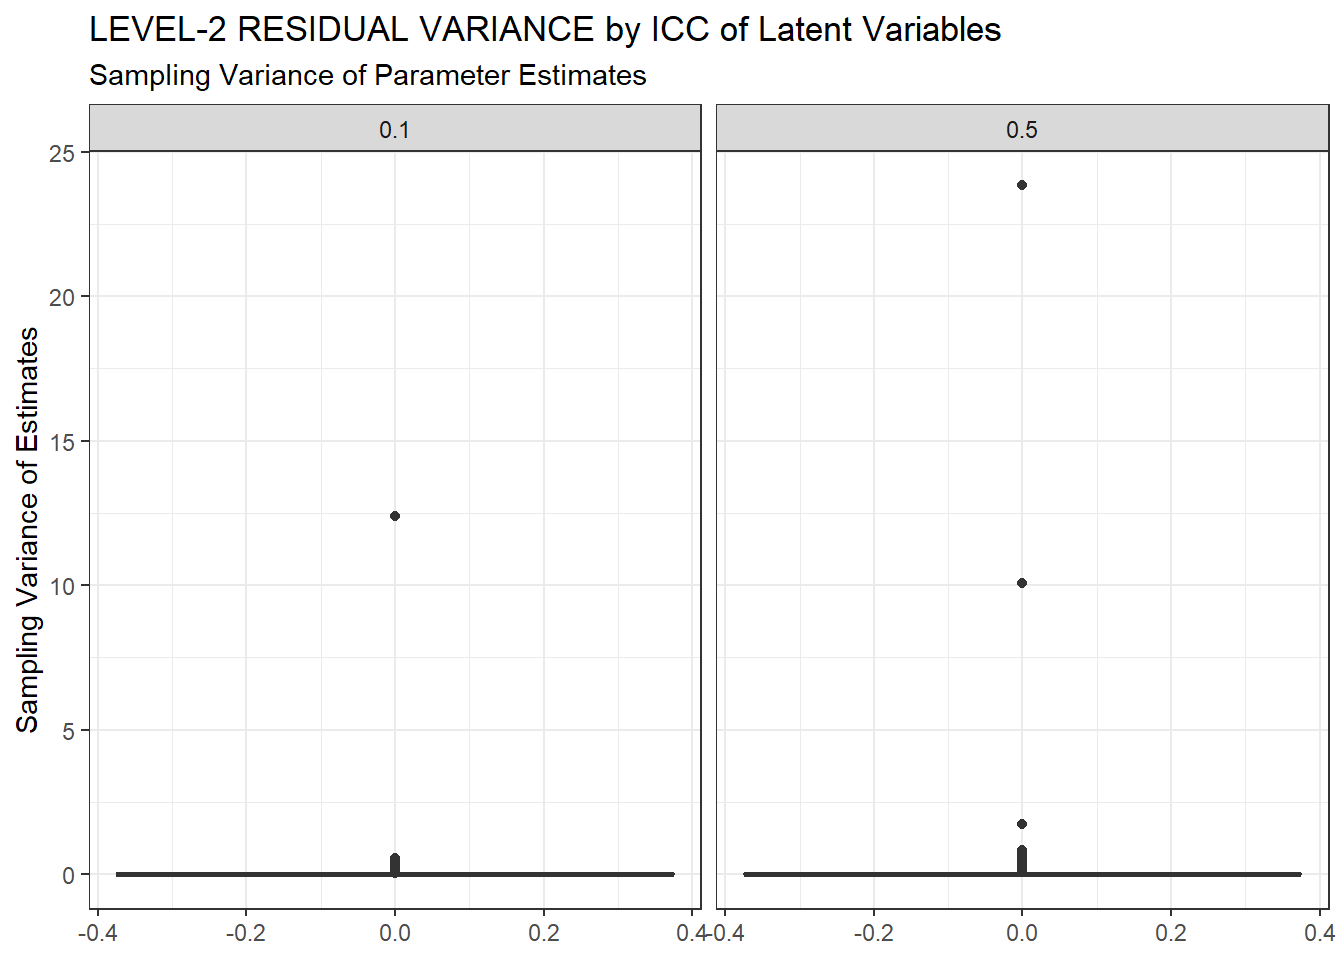 LEVEL-2 RESIDUAL VARIANCE by ICC of Latent Variables
Sampling Variance of Parameter Estimates
0.1
0.5
Sampling Variance of Estimates
25
20
15
10
5
0
-0.4 -0.2 0.0 0.2 0.4
-0.4 -0.2 0.0 0.2 0.4